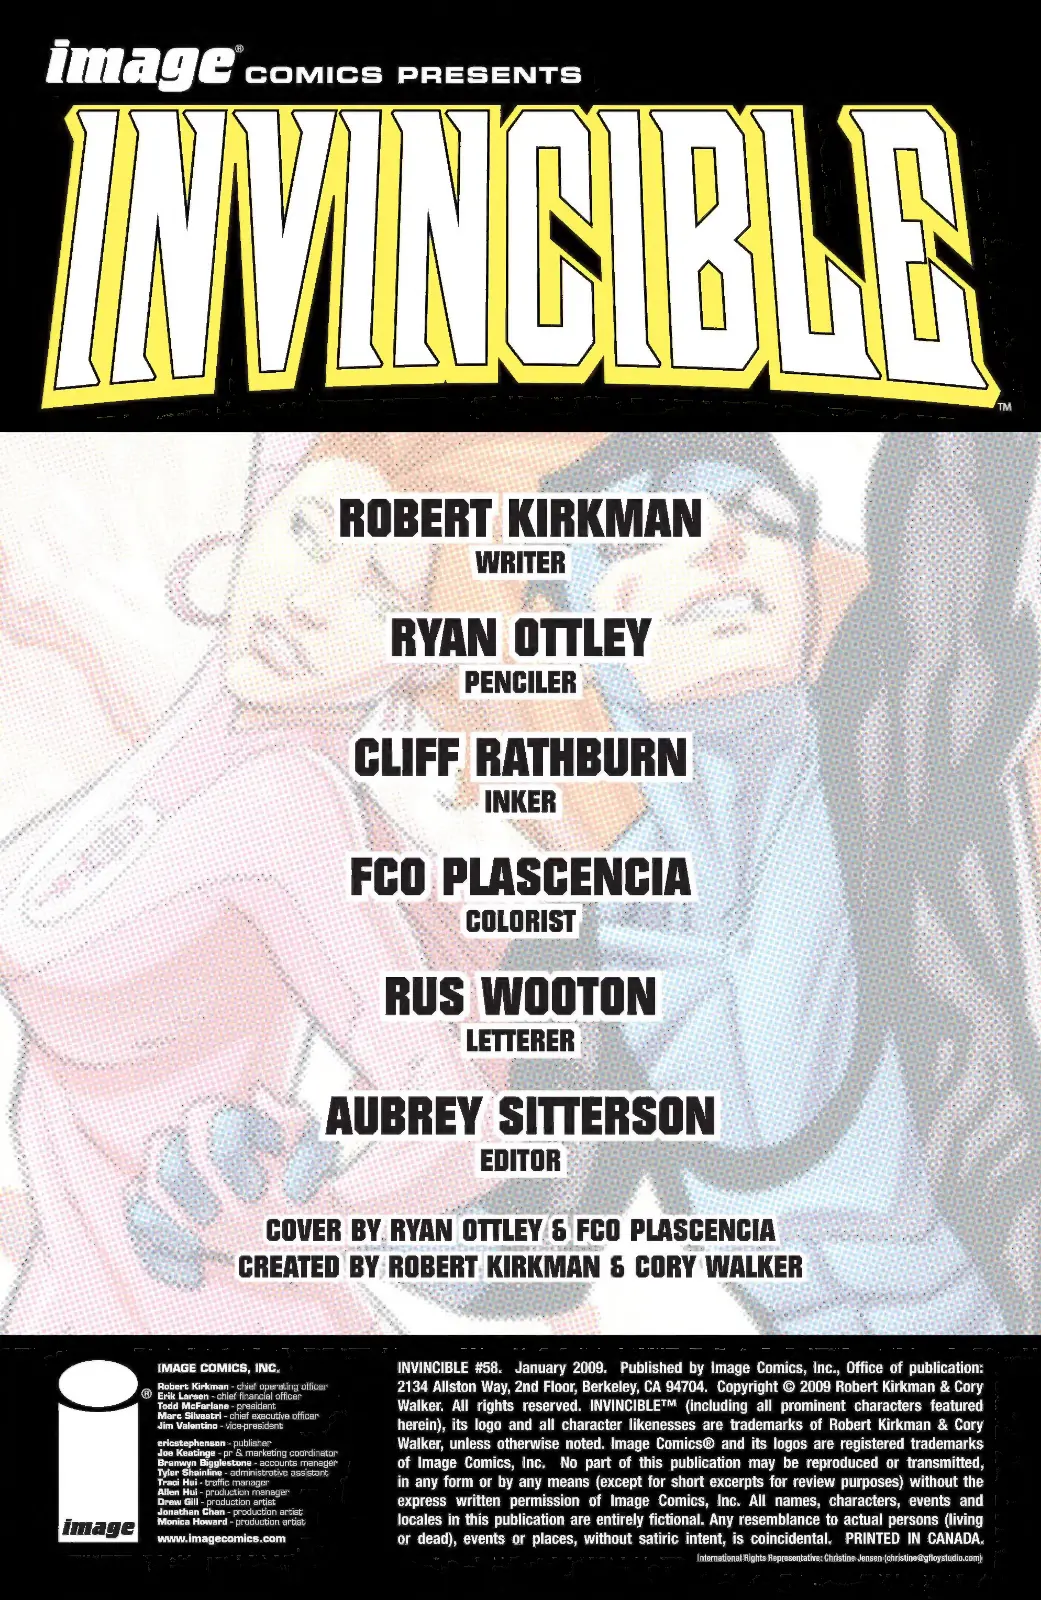 image® COMICS PRESENTS
INVINCIBLE™
ROBERT KIRKMAN
WRITER
RYAN OTTLEY
PENCILER
CLIFF RATHBURN
INKER
FCO PLASCENCIA
COLORIST
RUS WOOTON
LETTERER
AUBREY SITTERSON
EDITOR
COVER BY RYAN OTTLEY & FCO PLASCENCIA
CREATED BY ROBERT KIRKMAN & CORY WALKER
image®
IMAGE COMICS, INC.
Robert Kirkman - chief operating officer
Erik Larsen - chief financial officer
Todd McFarlane - president
Marc Silvestri - chief executive officer
Jim Valentino - vice-president
ericstephenson - publisher
Joe Keatinge - pr & marketing coordinator
Branwyn Bigglestone - accounts manager
Tyler Shainline - administrative assistant
Traci Hui - traffic manager
Allen Hui - production manager
Drew Gill - production artist
Jonathan Chan - production artist
Monica Howard - production artist
www.imagecomics.com
INVINCIBLE #58. January 2009. Published by Image Comics, Inc., Office of publication:
2134 Allston Way, 2nd Floor, Berkeley, CA 94704. Copyright © 2009 Robert Kirkman & Cory
Walker. All rights reserved. INVINCIBLE™ (including all prominent characters featured
herein), its logo and all character likenesses are trademarks of Robert Kirkman & Cory
Walker, unless otherwise noted. Image Comics® and its logos are registered trademarks
of Image Comics, Inc. No part of this publication may be reproduced or transmitted,
in any form or by any means (except for short excerpts for review purposes) without the
express written permission of Image Comics, Inc. All names, characters, events and
locales in this publication are entirely fictional. Any resemblance to actual persons (living
or dead), events or places, without satiric intent, is coincidental. PRINTED IN CANADA.
International Rights Representative: Christine Jensen (christine@gfloystudio.com)